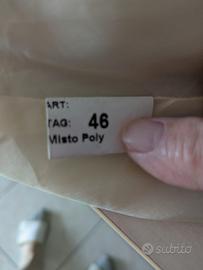 ART:
TAG: 46
Misto Poly
subito